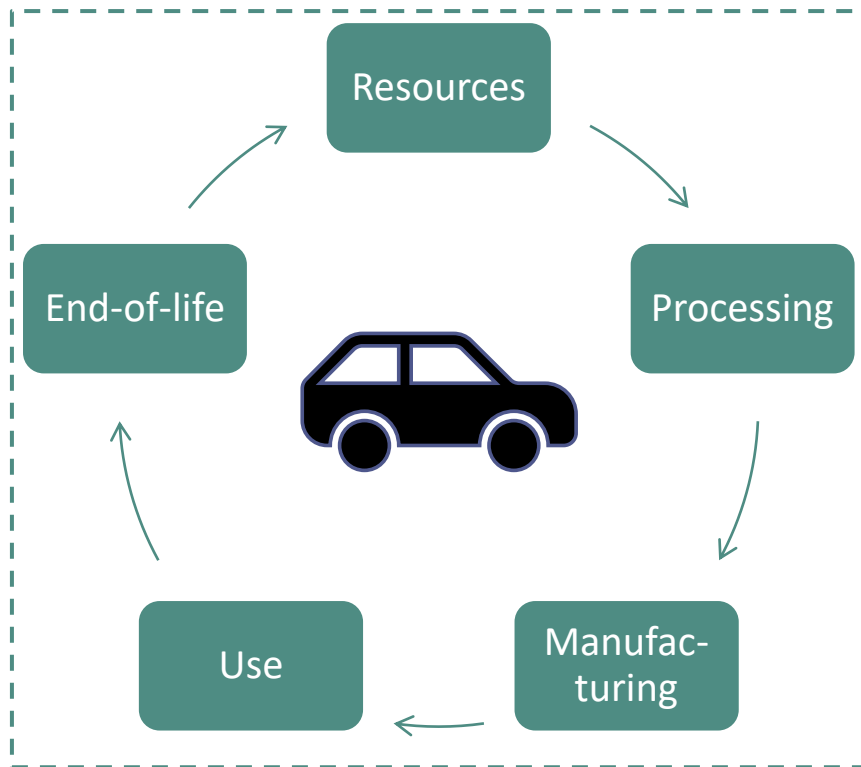 Resources
Processing
Manufac-
turing
Use
End-of-life